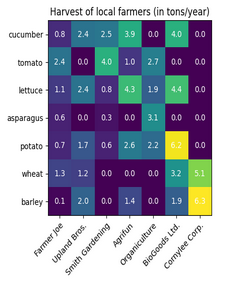 Harvest of local farmers (in tons/year)
cucumber 0.8 2.4 2.5 3.9 0.0 4.0 0.0
tomato 2.4 0.0 4.0 1.0 2.7 0.0 0.0
lettuce 1.1 2.4 0.8 4.3 1.9 4.4 0.0
asparagus 0.6 0.0 0.3 0.0 3.1 0.0 0.0
potato 0.7 1.7 0.6 2.6 2.2 6.2 0.0
wheat 1.3 1.2 0.0 0.0 0.0 3.2 5.1
barley 0.1 2.0 0.0 1.4 0.0 1.9 6.3
Farmer Joe
Upland Bros.
Smith Gardening
Agrifun
Organiculture
BioGoods Ltd.
Cornylee Corp.